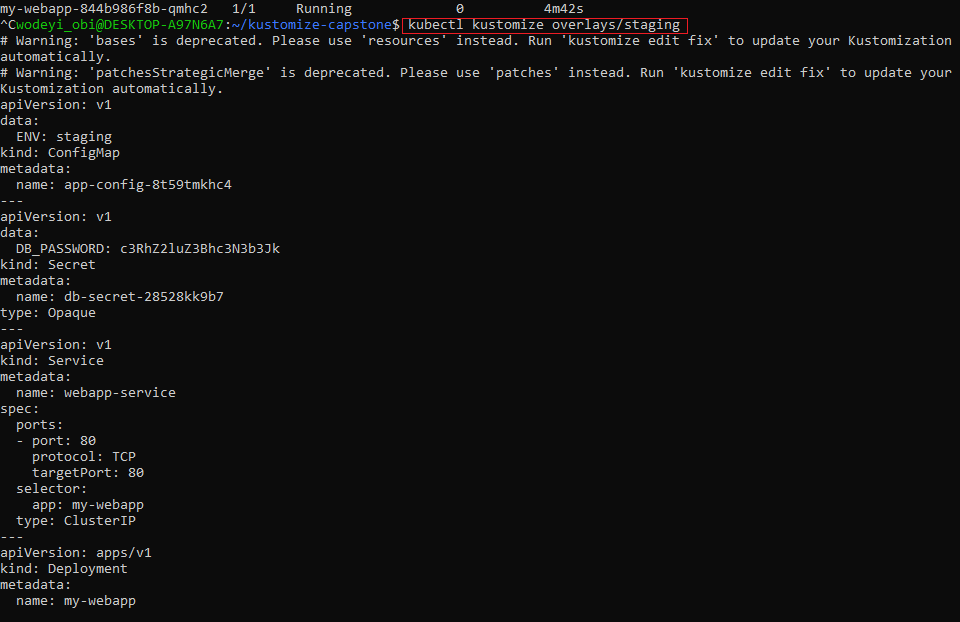 my-webapp-844b986f8b-qmhc2   1/1     Running             0          4m42s
^Cwodeyi_obi@DESKTOP-A97N6A7:~/kustomize-capstone$ kubectl kustomize overlays/staging
# Warning: 'bases' is deprecated. Please use 'resources' instead. Run 'kustomize edit fix' to update your Kustomization
automatically.
# Warning: 'patchesStrategicMerge' is deprecated. Please use 'patches' instead. Run 'kustomize edit fix' to update your
Kustomization automatically.
apiVersion: v1
data:
  ENV: staging
kind: ConfigMap
metadata:
  name: app-config-8t59tmkhc4
---
apiVersion: v1
data:
  DB_PASSWORD: c3RhZ2luZ3Bhc3N3b3Jk
kind: Secret
metadata:
  name: db-secret-28528kk9b7
type: Opaque
---
apiVersion: v1
kind: Service
metadata:
  name: webapp-service
spec:
  ports:
  - port: 80
    protocol: TCP
    targetPort: 80
  selector:
    app: my-webapp
  type: ClusterIP
---
apiVersion: apps/v1
kind: Deployment
metadata:
  name: my-webapp